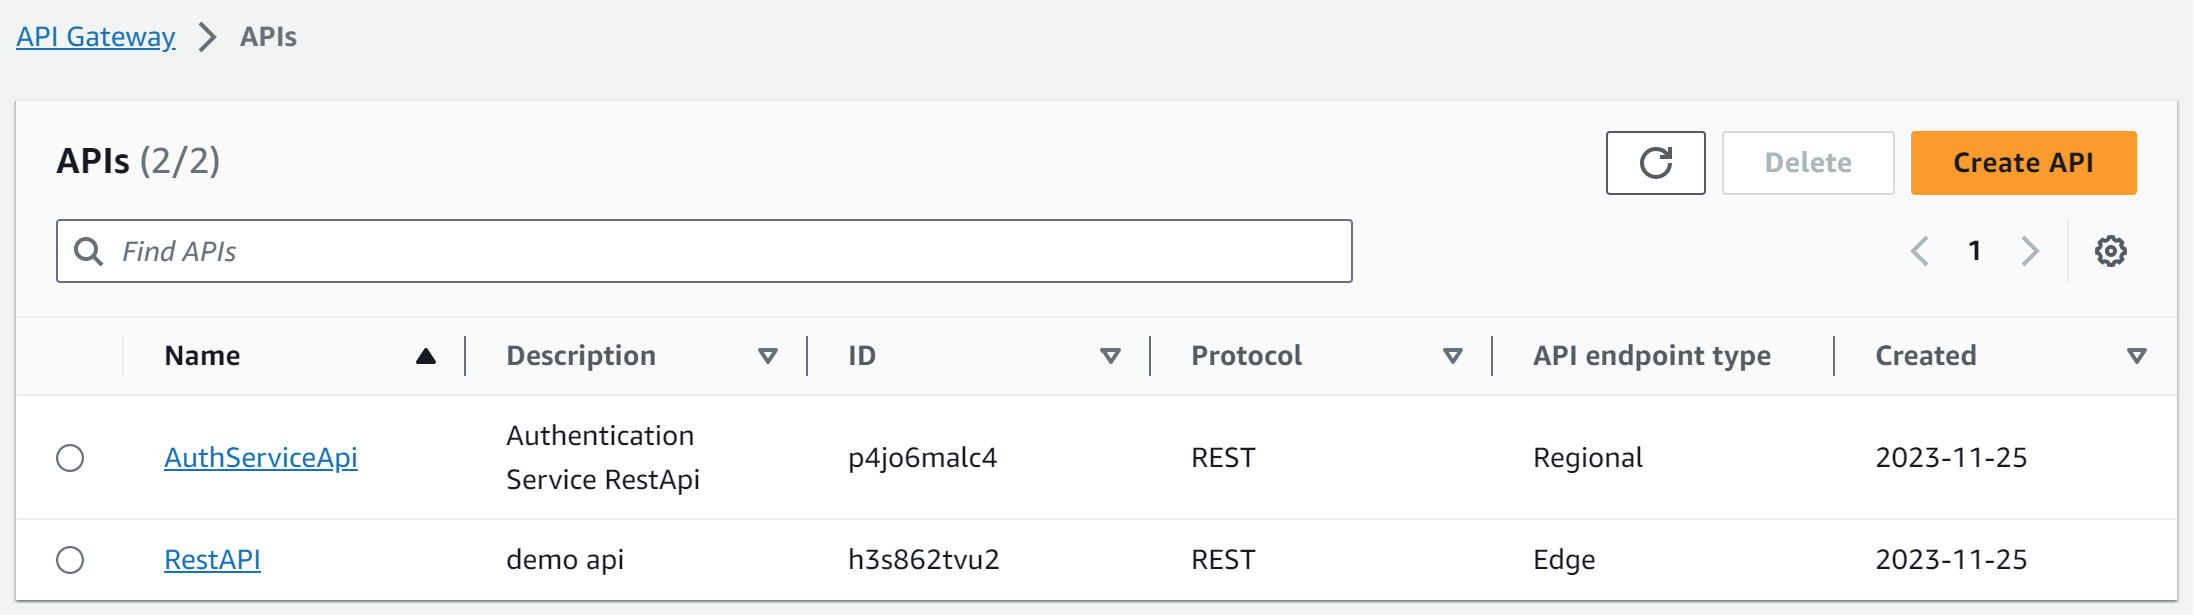 API Gateway > APIs
APIs (2/2)
Delete
Create API
Find APIs
1
Name Description ID Protocol API endpoint type Created
AuthServiceApi Authentication Service RestApi p4jo6malc4 REST Regional 2023-11-25
RestAPI demo api h3s862tvu2 REST Edge 2023-11-25